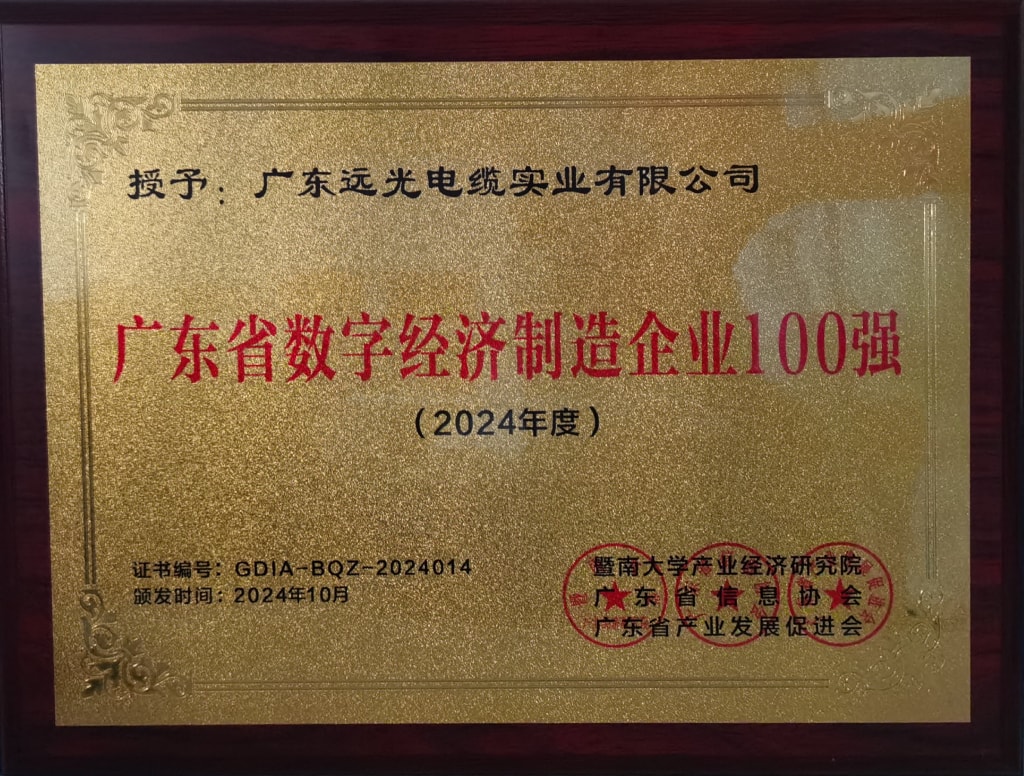 授予：广东远光电缆实业有限公司
广东省数字经济制造企业100强
（2024年度）
证书编号：GDIA-BQZ-2024014
颁发时间：2024年10月
暨南大学产业经济研究院
广东省信息协会
广东省产业发展促进会